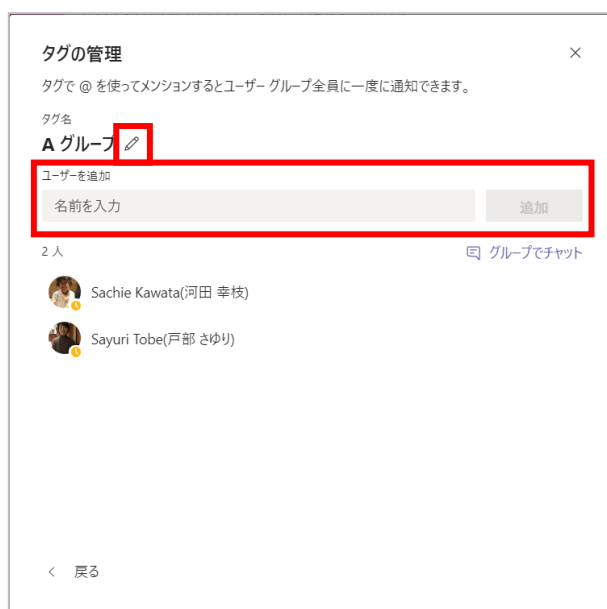 タグの管理
タグで @ を使ってメンションするとユーザー グループ全員に一度に通知できます。
タグ名
A グループ
ユーザーを追加
名前を入力 追加
2 人 グループでチャット
Sachie Kawata(河田 幸枝)
Sayuri Tobe(戸部 さゆり)
戻る